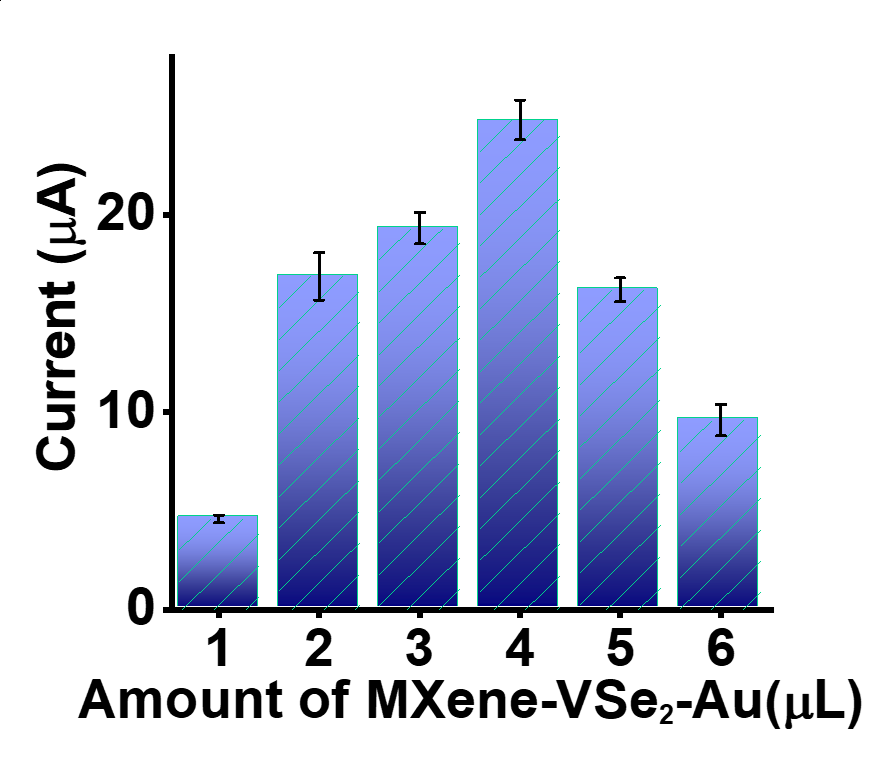 Current (μA)
20
10
0
1 2 3 4 5 6
Amount of MXene-VSe₂-Au(μL)